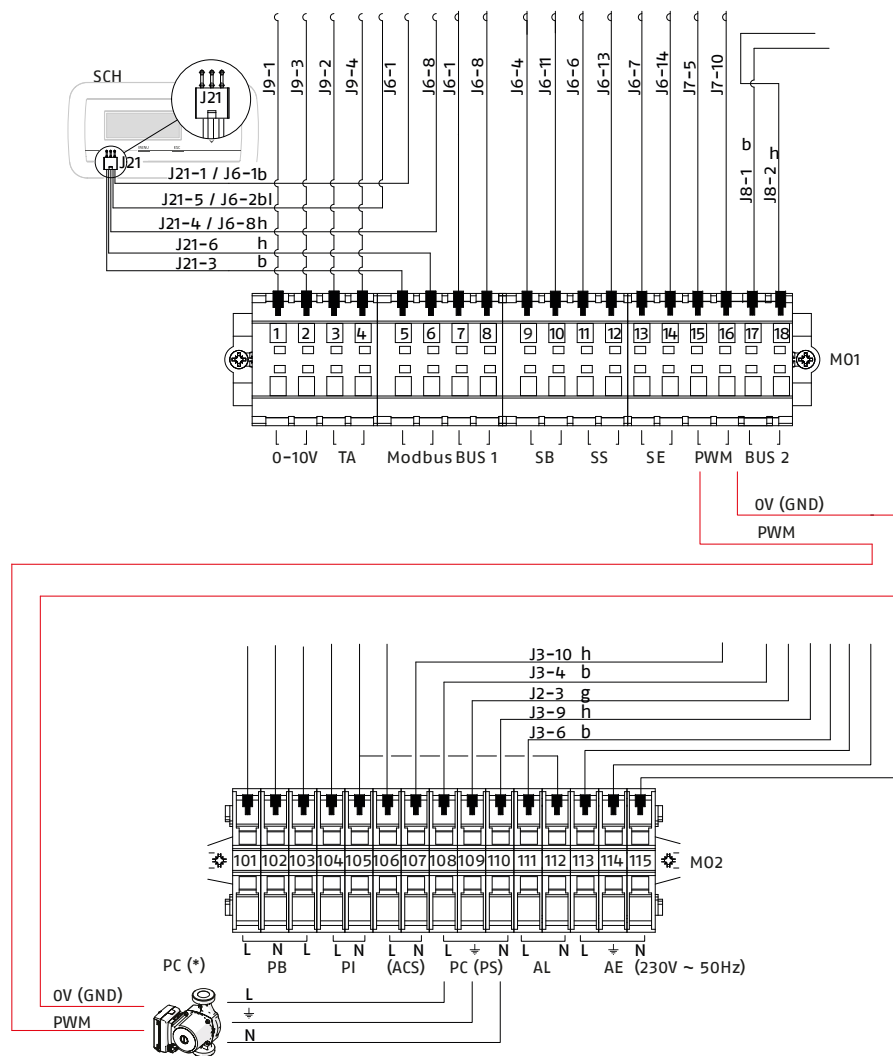 J9-1
J9-3
J9-2
J9-4
J6-1
J6-8
J6-1
J6-8
J6-4
J6-11
J6-6
J6-13
J6-7
J6-14
J7-5
J7-10
J8-1 b
J8-2 h
SCH
J21
MENU ESC
J21
J21-1 / J6-1b
J21-5 / J6-2bl
J21-4 / J6-8h
J21-6 h
J21-3 b
1 2 3 4 5 6 7 8 9 10 11 12 13 14 15 16 17 18
M01
0-10V TA Modbus BUS 1 SB SS SE PWM BUS 2
0V (GND)
PWM
J3-10 h
J3-4 b
J2-3 g
J3-9 h
J3-6 b
101 102 103 104 105 106 107 108 109 110 111 112 113 114 115
M02
L N L L N L N L N L N L N
PC (*) PB PI (ACS) PC (PS) AL AE (230V ~ 50Hz)
0V (GND)
PWM
L
N